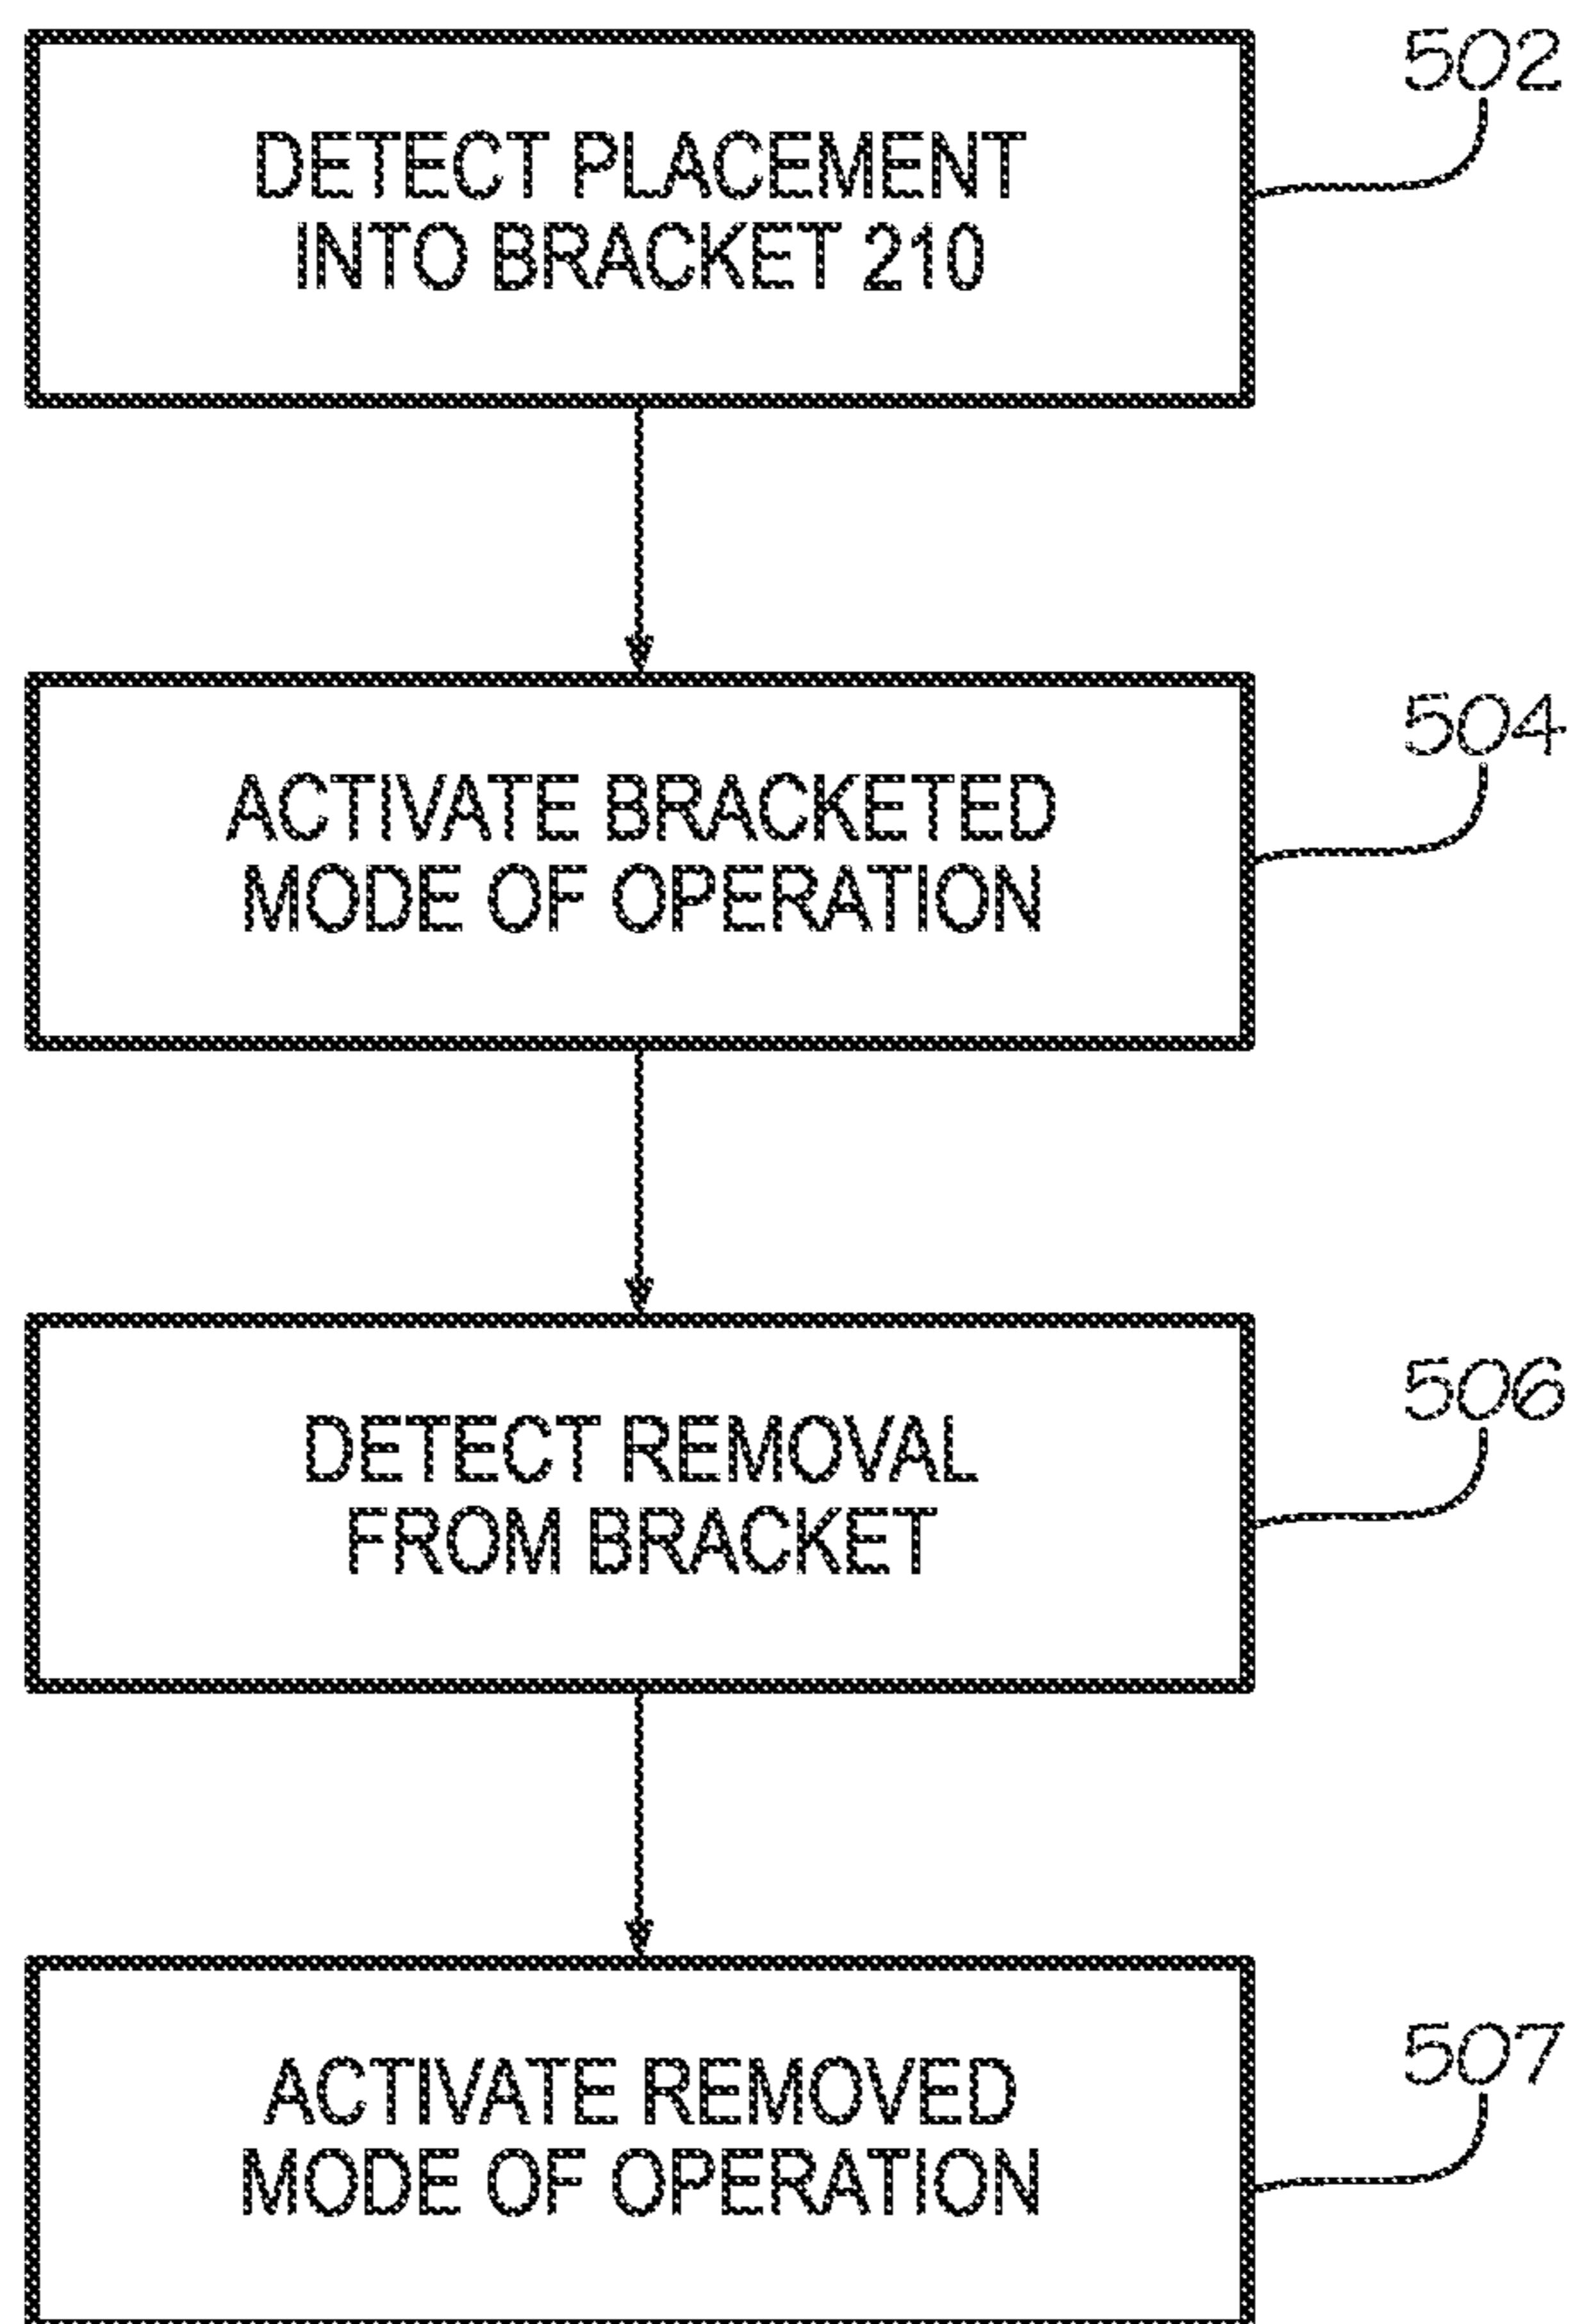 502
DETECT PLACEMENT
INTO BRACKET 210
504
ACTIVATE BRACKETED
MODE OF OPERATION
506
DETECT REMOVAL
FROM BRACKET
507
ACTIVATE REMOVED
MODE OF OPERATION